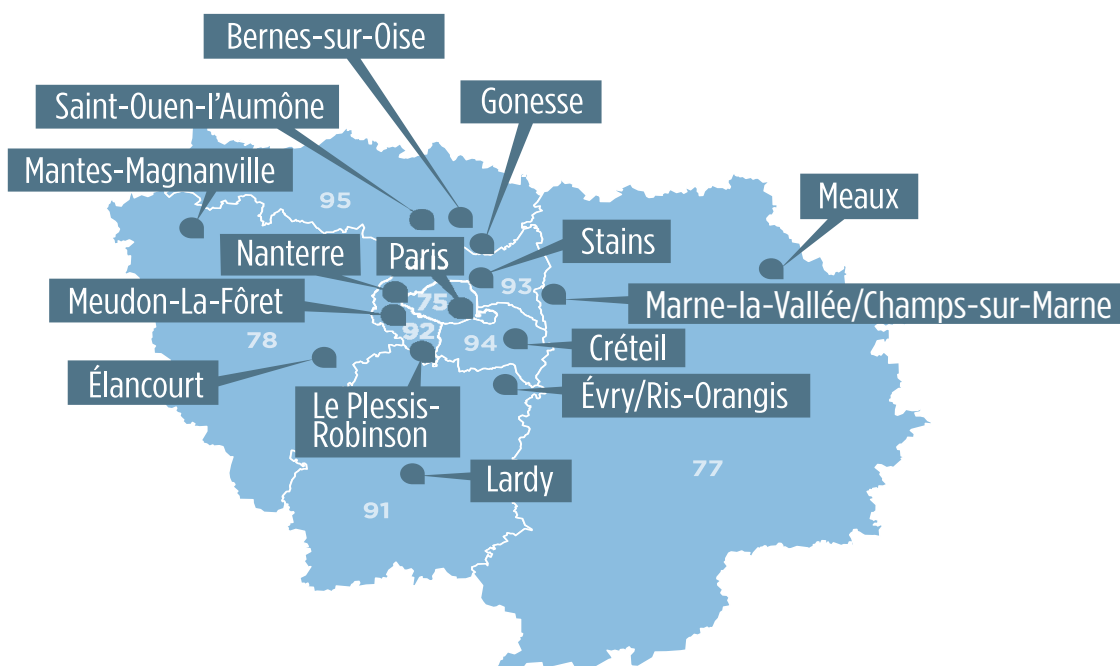 Bernes-sur-Oise
Saint-Ouen-l'Aumône
Gonesse
Mantes-Magnanville
Meaux
95
Nanterre
Paris
Stains
Meudon-La-Fôret
75
93
Marne-la-Vallée/Champs-sur-Marne
78
92
94
Créteil
Élancourt
Le Plessis-
Robinson
Évry/Ris-Orangis
77
Lardy
91